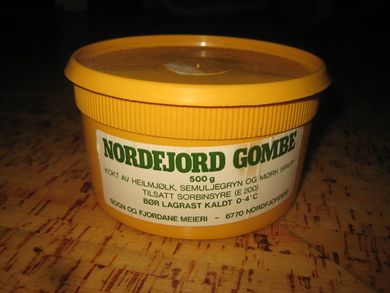 NORDFJORD GOMBE
500 g
KOKT AV HEILMJØLK, SEMULJEGRYN OG MØRK SIRUP
TILSATT SORBINSYRE (E 200)
BØR LAGRAST KALDT 0-4°C
SOGN OG FJORDANE MEIERI - 6770 NORDFJORDEID